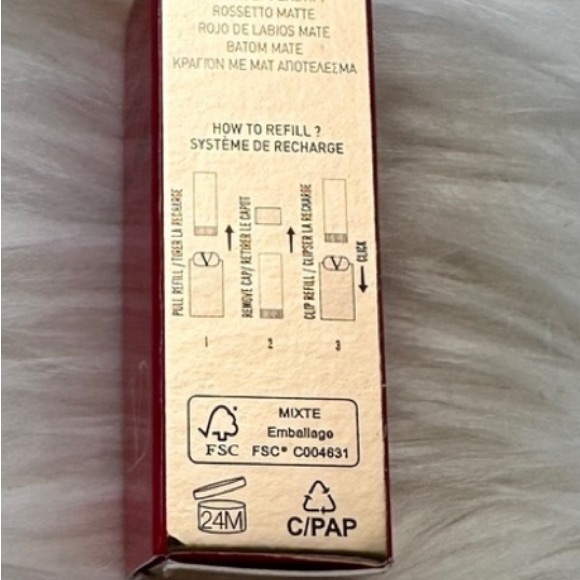 ROSSETTO MATTE
ROJO DE LABIOS MATE
BATOM MATE
ΚΡΑΓΙΟΝ ΜΕ ΜΑΤ ΑΠΟΤΕΛΕΣΜΑ
HOW TO REFILL ?
SYSTÈME DE RECHARGE
PULL REFILL / TIRER LA RECHARGE
REMOVE CAP/ RETIRER LE CAPOT
CLIP REFILL / CLIPSER LA RECHARGE
CLICK
V
V
1 2 3
MIXTE
Emballage
FSC FSC® C004631
24M
C/PAP